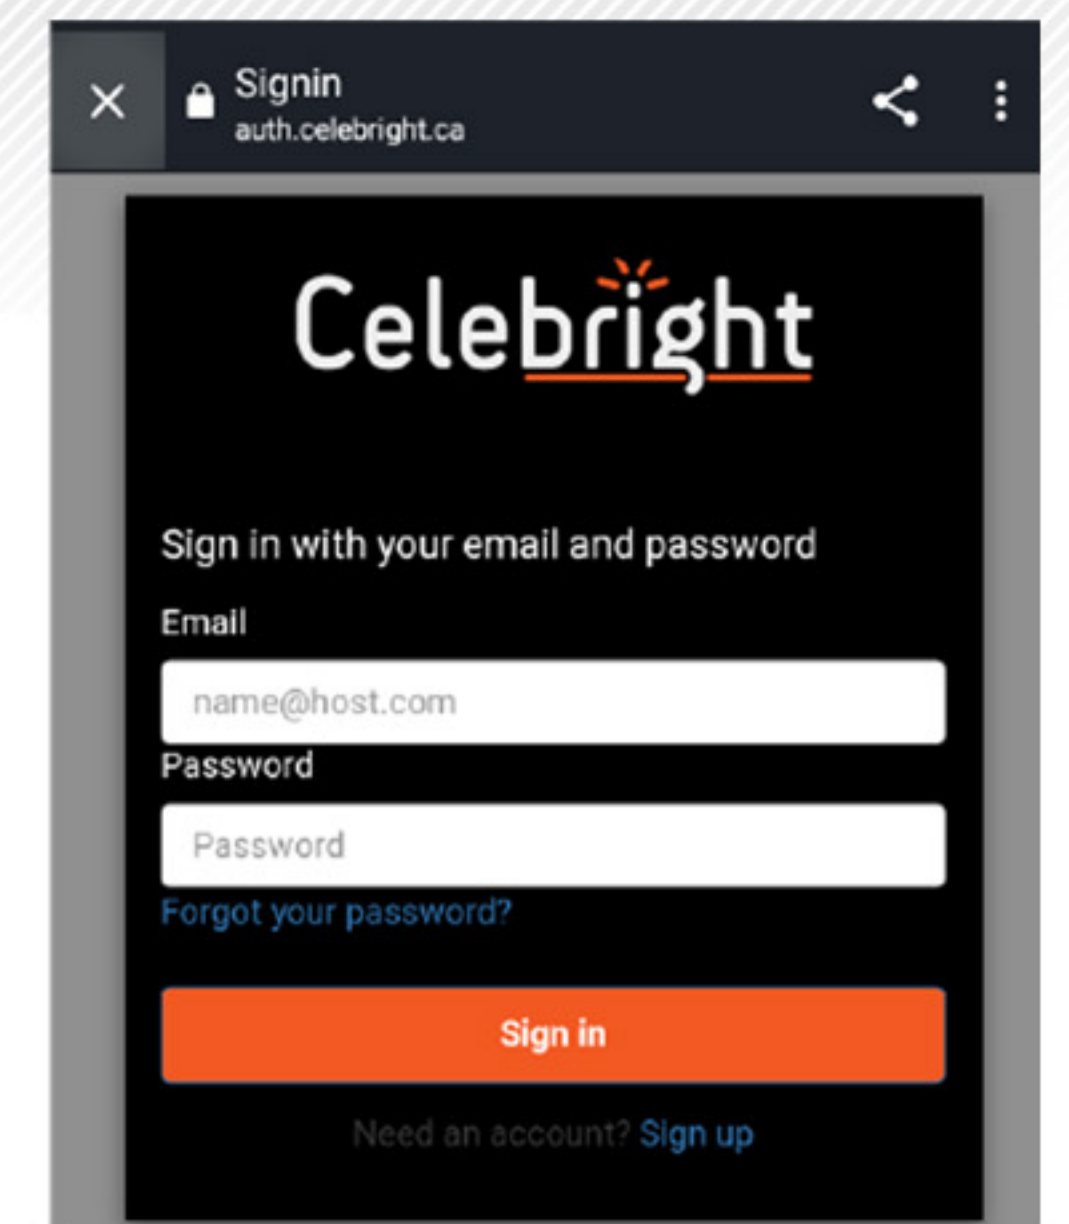 Signin
auth.celebright.ca
Celebright
Sign in with your email and password
Email
name@host.com
Password
Password
Forgot your password?
Sign in
Need an account? Sign up